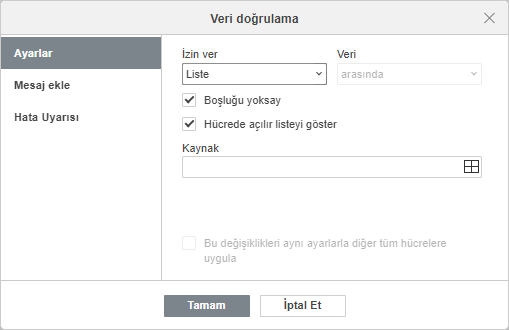 Veri doğrulama
Ayarlar
Mesaj ekle
Hata Uyarısı
İzin ver
Veri
Liste
arasında
Boşluğu yoksay
Hücrede açılır listeyi göster
Kaynak
Bu değişiklikleri aynı ayarlarla diğer tüm hücrelere
uygula
Tamam
İptal Et